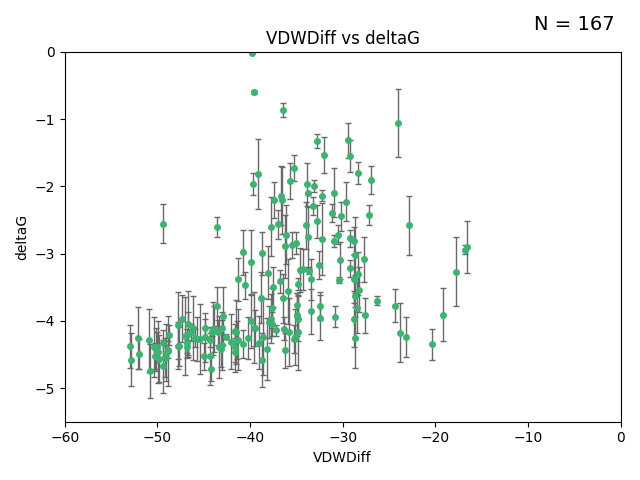 N = 167
VDWDiff vs deltaG
0
−1
−2
−3
−4
−5
deltaG
−60 −50 −40 −30 −20 −10 0
VDWDiff